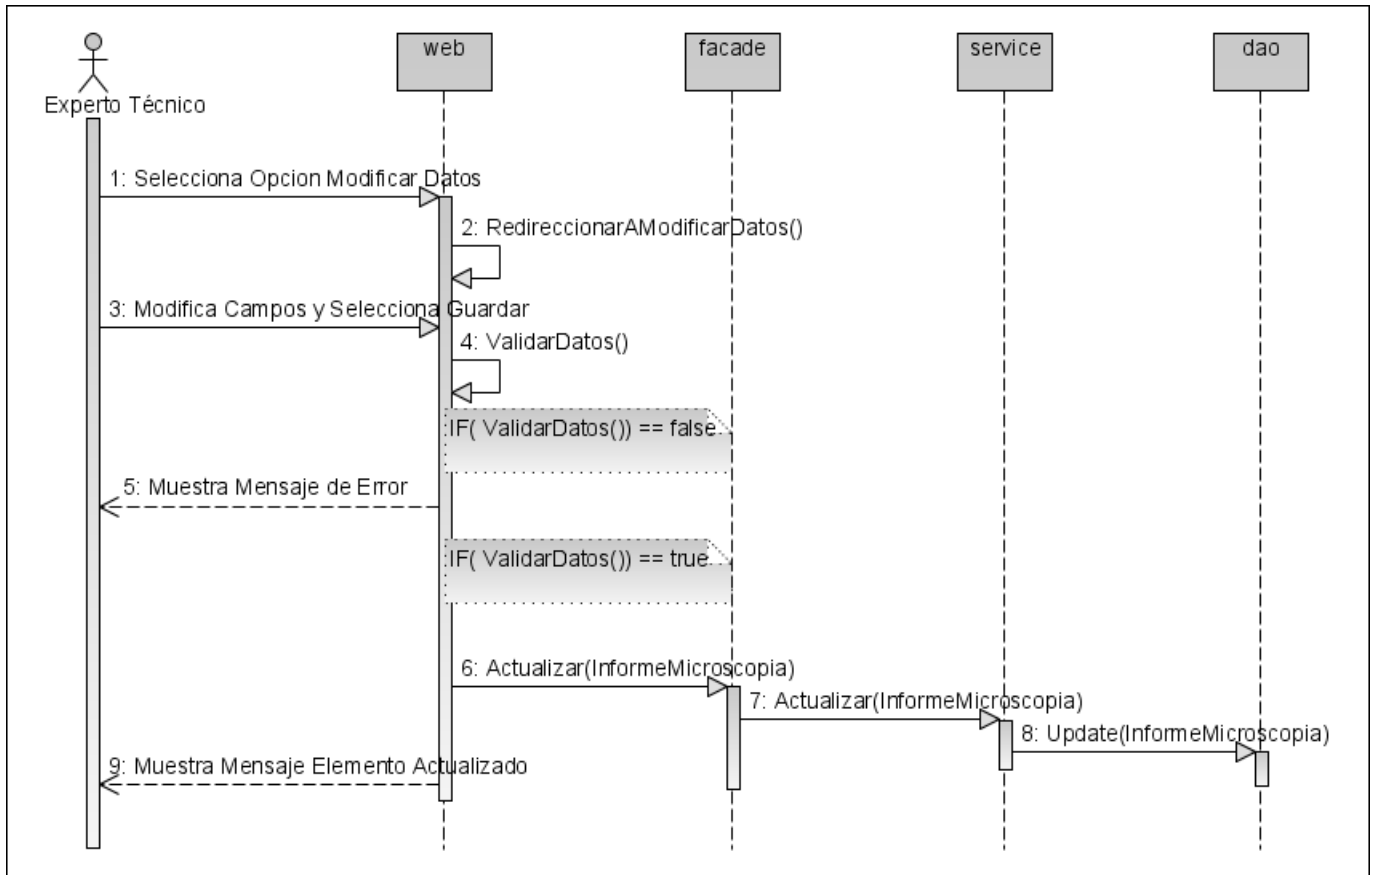 web
facade
service
dao
Experto Técnico
1: Selecciona Opcion Modificar Datos
2: RedireccionarAModificarDatos()
3: Modifica Campos y Selecciona Guardar
4: ValidarDatos()
IF( ValidarDatos()) == false
5: Muestra Mensaje de Error
IF( ValidarDatos()) == true
6: Actualizar(InformeMicroscopia)
7: Actualizar(InformeMicroscopia)
8: Update(InformeMicroscopia)
9: Muestra Mensaje Elemento Actualizado